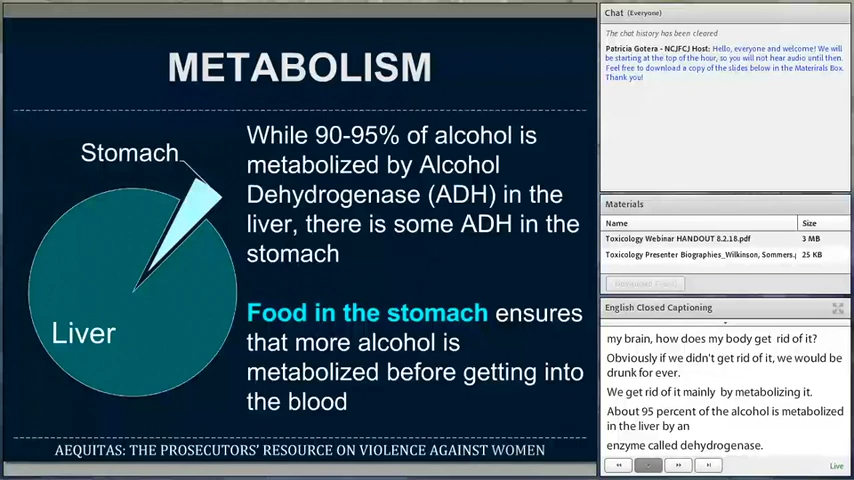 METABOLISM
Stomach
Liver
While 90-95% of alcohol is
metabolized by Alcohol
Dehydrogenase (ADH) in the
liver, there is some ADH in the
stomach
Food in the stomach ensures
that more alcohol is
metabolized before getting into
the blood
AEQUITAS: THE PROSECUTORS' RESOURCE ON VIOLENCE AGAINST WOMEN
Chat (Everyone)
The chat history has been cleared
Patricia Gotera - NCJFCJ Host: Hello, everyone and welcome! We will
be starting at the top of the hour, so you will not hear audio until then.
Feel free to download a copy of the slides below in the Materirals Box.
Thank you!
Materials
Name Size
Toxicology Webinar HANDOUT 8.2.18.pdf 3 MB
Toxicology Presenter Biographies_Wilkinson, Sommers.p 25 KB
English Closed Captioning
my brain, how does my body get rid of it?
Obviously if we didn't get rid of it, we would be
drunk for ever.
We get rid of it mainly by metabolizing it.
About 95 percent of the alcohol is metabolized
in the liver by an
enzyme called dehydrogenase.
Live